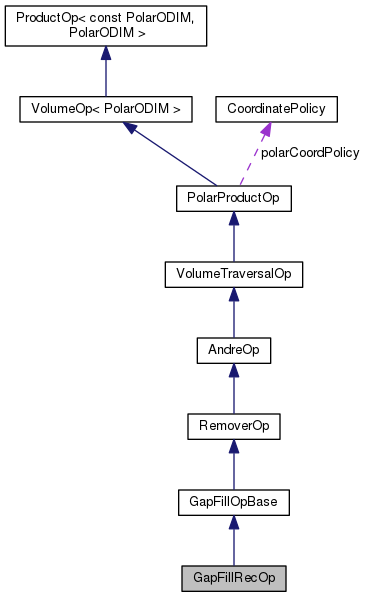 ProductOp< const PolarODIM,
PolarODIM >
VolumeOp< PolarODIM >
CoordinatePolicy
polarCoordPolicy
PolarProductOp
VolumeTraversalOp
AndreOp
RemoverOp
GapFillOpBase
GapFillRecOp